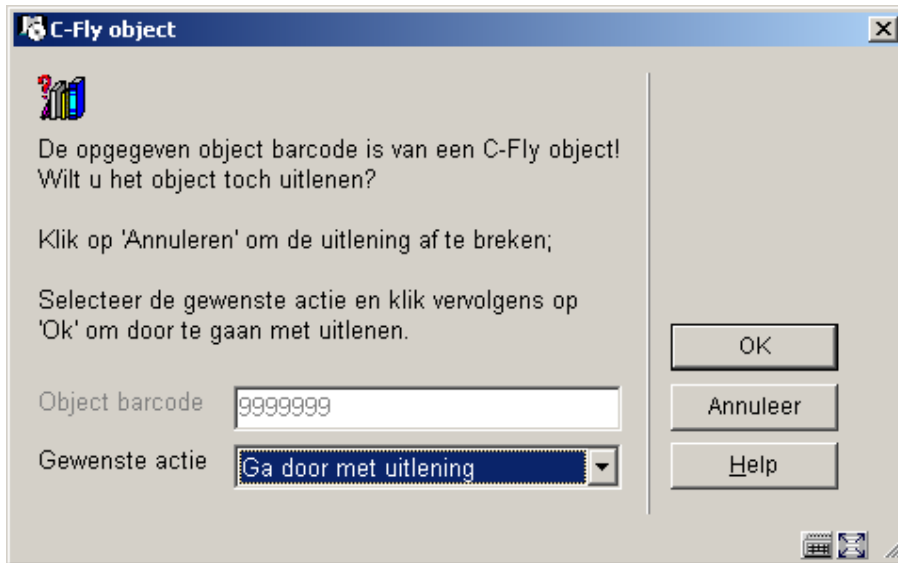 C-Fly object
De opgegeven object barcode is van een C-Fly object!
Wilt u het object toch uitlenen?
Klik op 'Annuleren' om de uitlening af te breken;
Selecteer de gewenste actie en klik vervolgens op
'Ok' om door te gaan met uitlenen.
Object barcode 9999999
Gewenste actie Ga door met uitlening
OK
Annuleer
Help